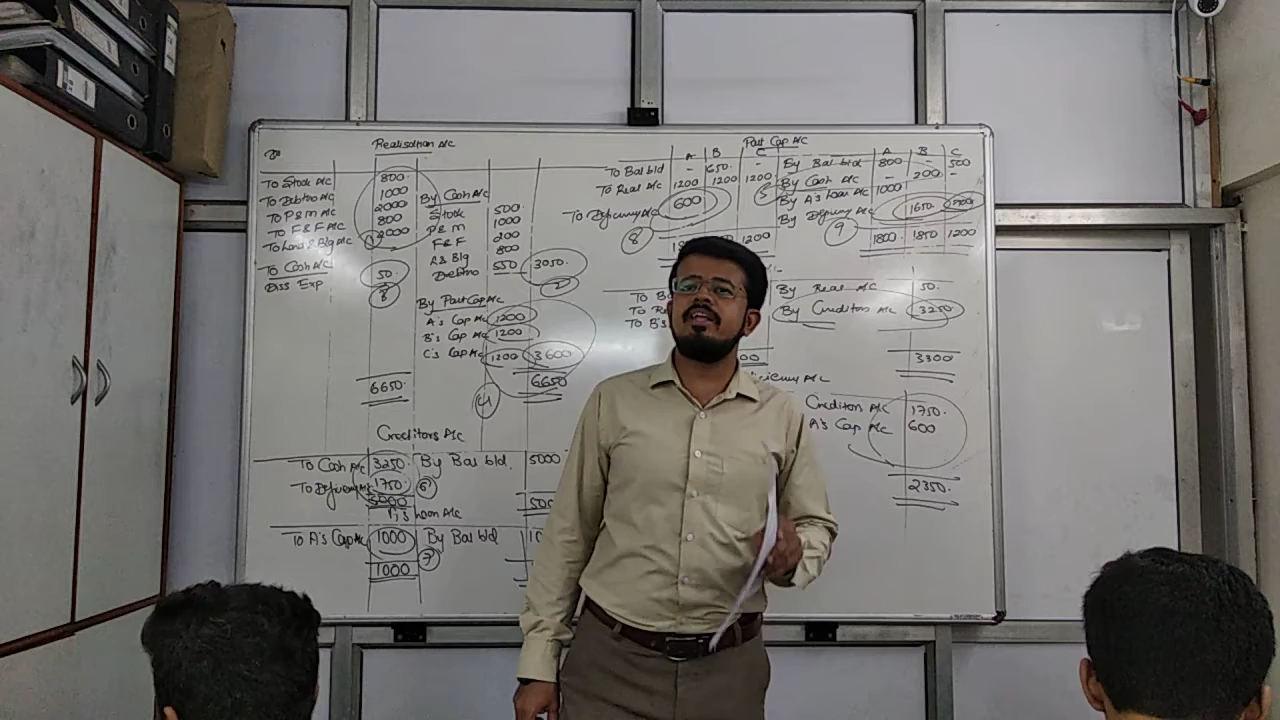 Realisation A/c
To Stock A/c 800
To Debtors A/c 1000
To P&M A/c 2000
To F&F A/c 800
To Land & Blg A/c 2000
To Cash A/c
Diss Exp 50
6650
By Cash A/c
Stock 500
P&M 1000
F&F 200
L&Blg 800
Debtors 550 3050
2
By Part Cap A/c
A's Cap A/c 1200
B's Cap A/c 1200
C's Cap A/c 1200 3600
4
6650
Part Cap A/c
A B C
To Bal b/d - 650 -
To Real A/c 1200 1200 1200
To Deficiency A/c 600
8
1200
A B C
By Bal b/d 800 - 500
By Cash A/c - 200 -
5
By A's Loan A/c 1000
By Deficiency A/c 1650
9
1800 1850 1200
By Real A/c 50
By Creditors A/c 3250
3300
Creditors A/c 1750
A's Cap A/c 600
2350
Creditors A/c
To Cash A/c 3250 By Bal b/d 5000
To Deficiency A/c 1750 6
5000
A's Loan A/c
To A's Cap A/c 1000 By Bal b/d
7
1000